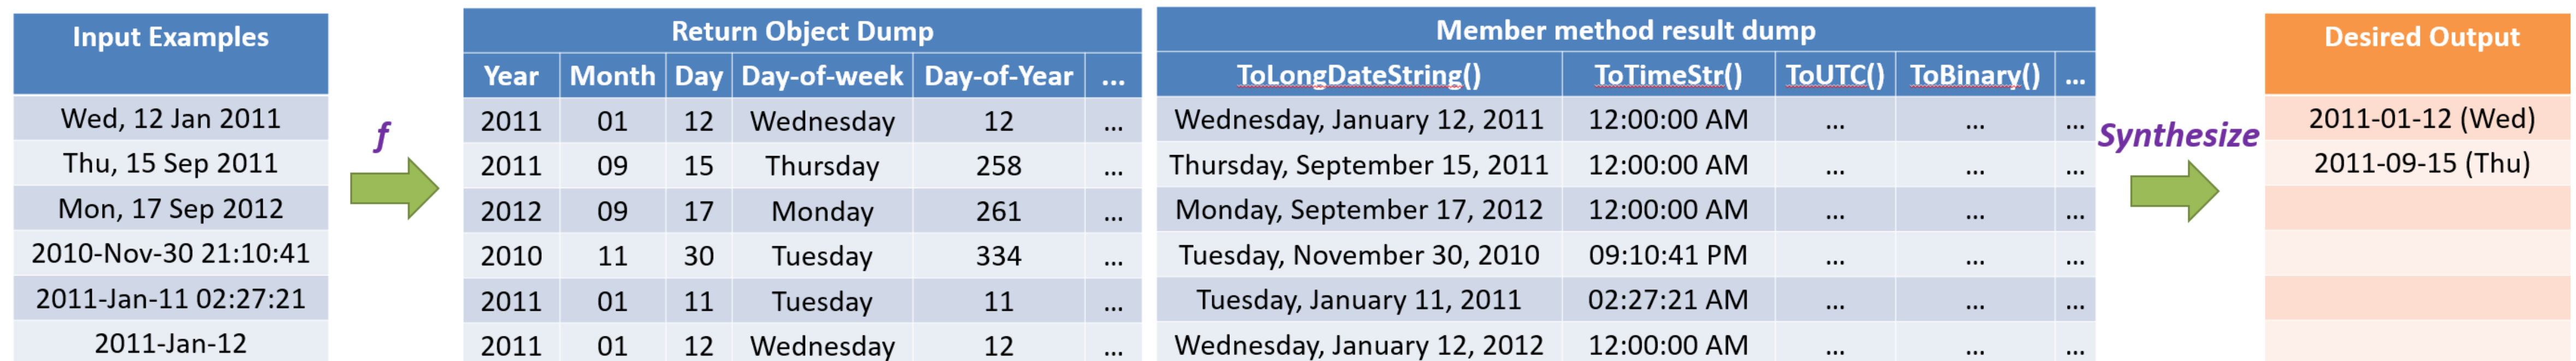 Input Examples
Wed, 12 Jan 2011
Thu, 15 Sep 2011
Mon, 17 Sep 2012
2010-Nov-30 21:10:41
2011-Jan-11 02:27:21
2011-Jan-12
f
Return Object Dump
Year Month Day Day-of-week Day-of-Year ...
2011 01 12 Wednesday 12 ...
2011 09 15 Thursday 258 ...
2012 09 17 Monday 261 ...
2010 11 30 Tuesday 334 ...
2011 01 11 Tuesday 11 ...
2011 01 12 Wednesday 12 ...
Member method result dump
ToLongDateString() ToTimeStr() ToUTC() ToBinary() ...
Wednesday, January 12, 2011 12:00:00 AM ... ... ...
Thursday, September 15, 2011 12:00:00 AM ... ... ...
Monday, September 17, 2012 12:00:00 AM ... ... ...
Tuesday, November 30, 2010 09:10:41 PM ... ... ...
Tuesday, January 11, 2011 02:27:21 AM ... ... ...
Wednesday, January 12, 2012 12:00:00 AM ... ... ...
Synthesize
Desired Output
2011-01-12 (Wed)
2011-09-15 (Thu)